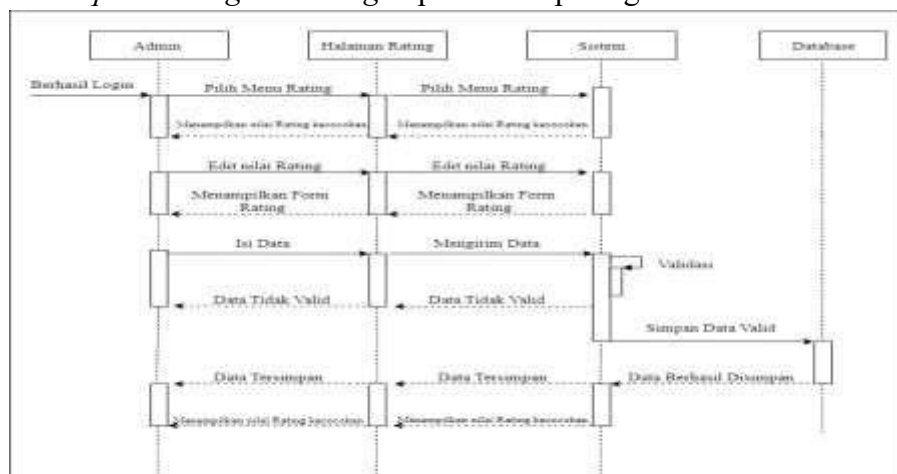 Admin
Halaman Rating
Sistem
Database
Berhasil Login
Pilih Menu Rating
Pilih Menu Rating
Menampilkan nilai Rating kecocokan
Menampilkan nilai Rating kecocokan
Edit nilai Rating
Edit nilai Rating
Menampilkan Form
Rating
Menampilkan Form
Rating
Isi Data
Mengirim Data
Validasi
Data Tidak Valid
Data Tidak Valid
Simpan Data Valid
Data Tersimpan
Data Tersimpan
Data Berhasil Disimpan
Menampilkan nilai Rating kecocokan
Menampilkan nilai Rating kecocokan